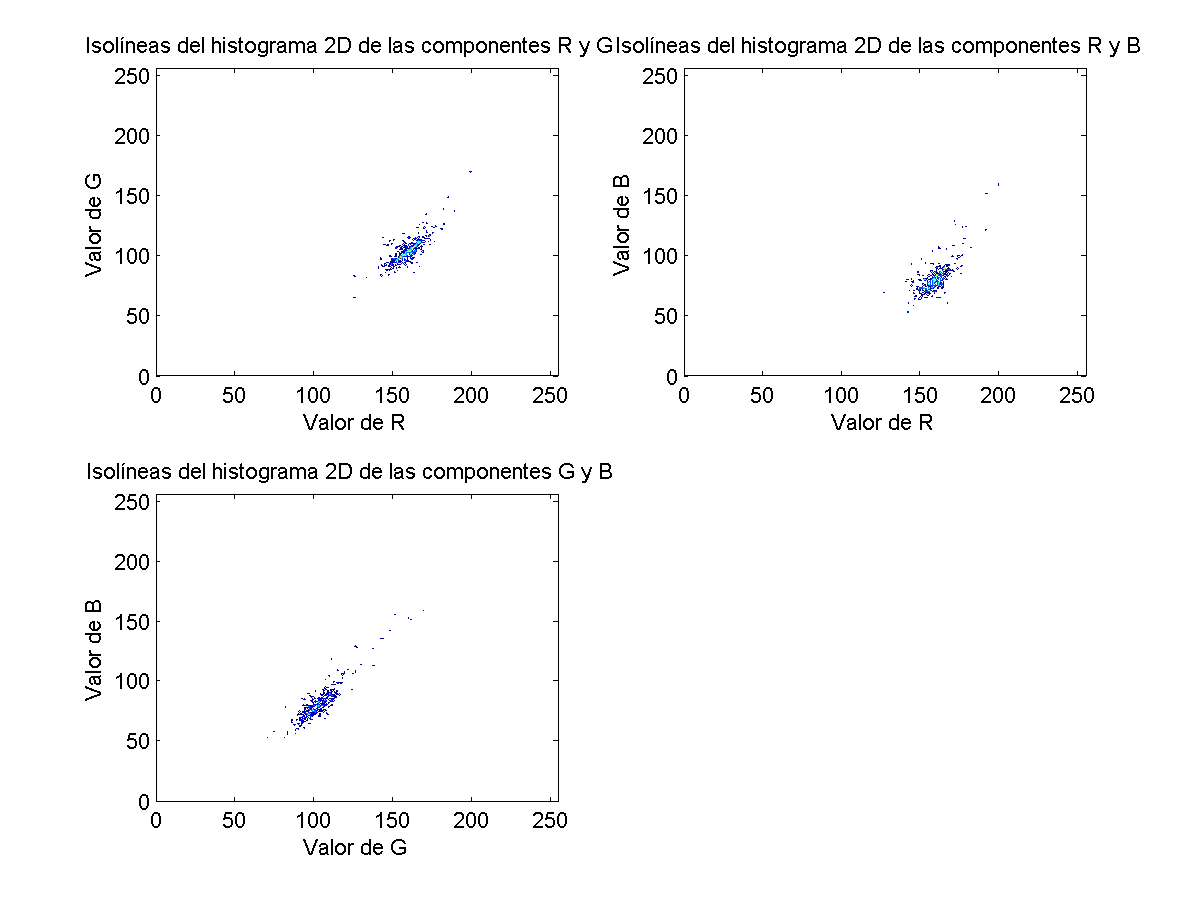 Isolíneas del histograma 2D de las componentes R y G
Valor de G
250
200
150
100
50
0
0 50 100 150 200 250
Valor de R
Isolíneas del histograma 2D de las componentes R y B
Valor de B
250
200
150
100
50
0
0 50 100 150 200 250
Valor de R
Isolíneas del histograma 2D de las componentes G y B
Valor de B
250
200
150
100
50
0
0 50 100 150 200 250
Valor de G